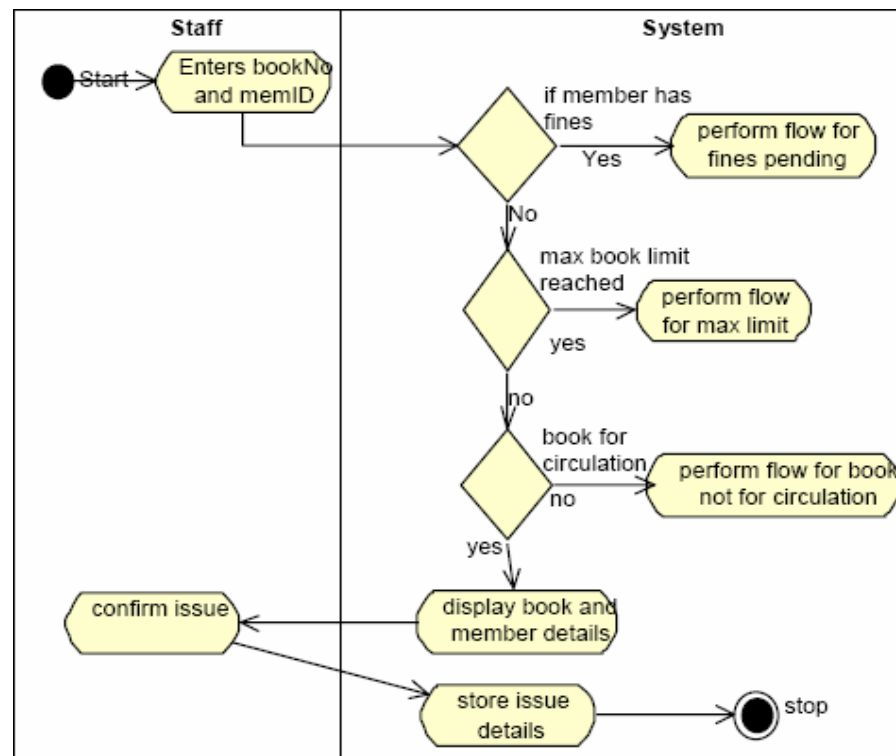 Staff
System
Start
Enters bookNo
and memID
if member has
fines
Yes
perform flow for
fines pending
No
max book limit
reached
yes
perform flow
for max limit
no
book for
circulation
no
perform flow for book
not for circulation
yes
display book and
member details
confirm issue
store issue
details
stop